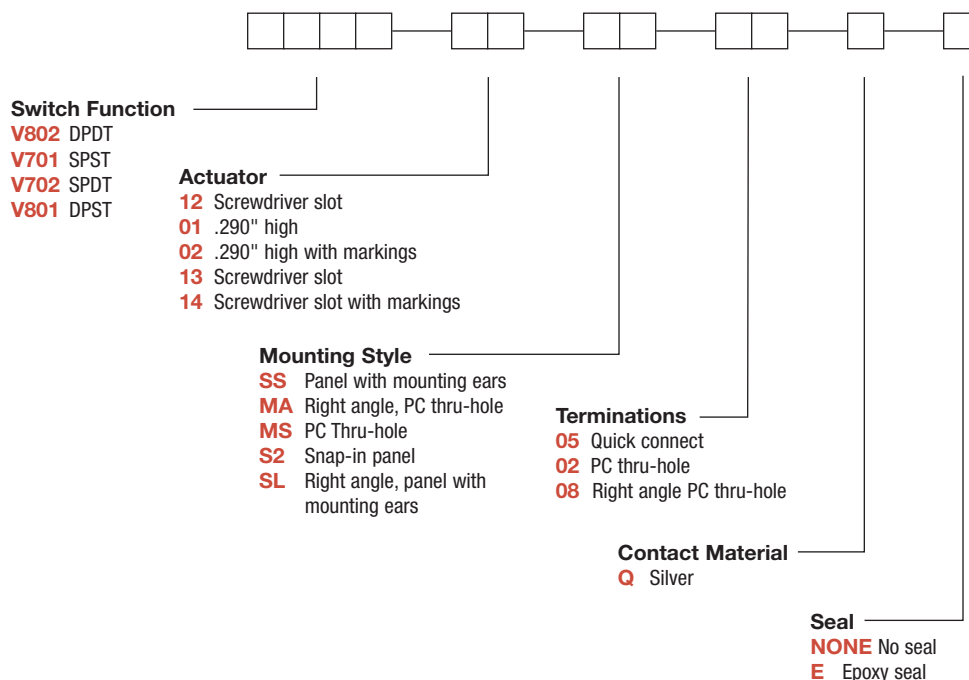 Switch Function
V802 DPDT
V701 SPST
V702 SPDT
V801 DPST
Actuator
12 Screwdriver slot
01 .290" high
02 .290" high with markings
13 Screwdriver slot
14 Screwdriver slot with markings
Mounting Style
SS Panel with mounting ears
MA Right angle, PC thru-hole
MS PC Thru-hole
S2 Snap-in panel
SL Right angle, panel with
mounting ears
Terminations
05 Quick connect
02 PC thru-hole
08 Right angle PC thru-hole
Contact Material
Q Silver
Seal
NONE No seal
E Epoxy seal